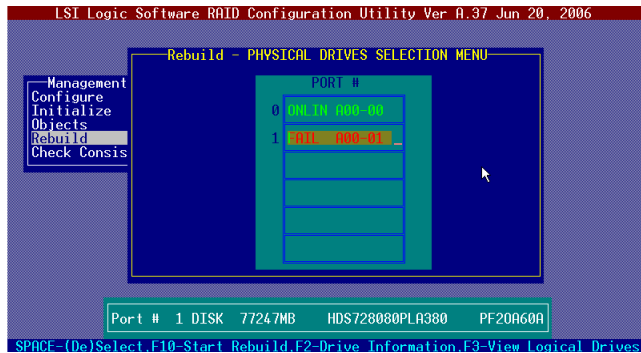 LSI Logic Software RAID Configuration Utility Ver A.37 Jun 20, 2006
Rebuild - PHYSICAL DRIVES SELECTION MENU
Management
Configure
Initialize
Objects
Rebuild
Check Consis
PORT #
0 ONLIN A00-00
1 FAIL A00-01 _
Port # 1 DISK 77247MB HDS728080PLA380 PF2OA60A
SPACE-(De)Select,F10-Start Rebuild,F2-Drive Information,F3-View Logical Drives